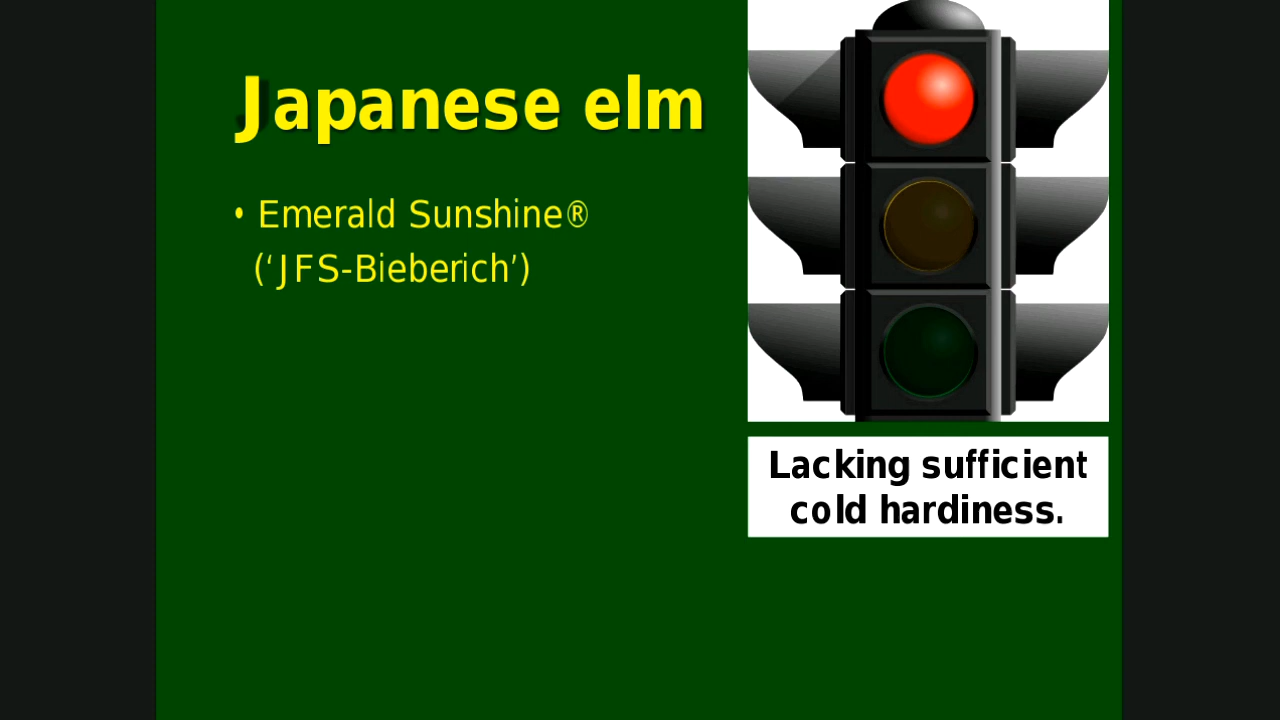 Japanese elm
• Emerald Sunshine®
(‘JFS-Bieberich’)
Lacking sufficient
cold hardiness.